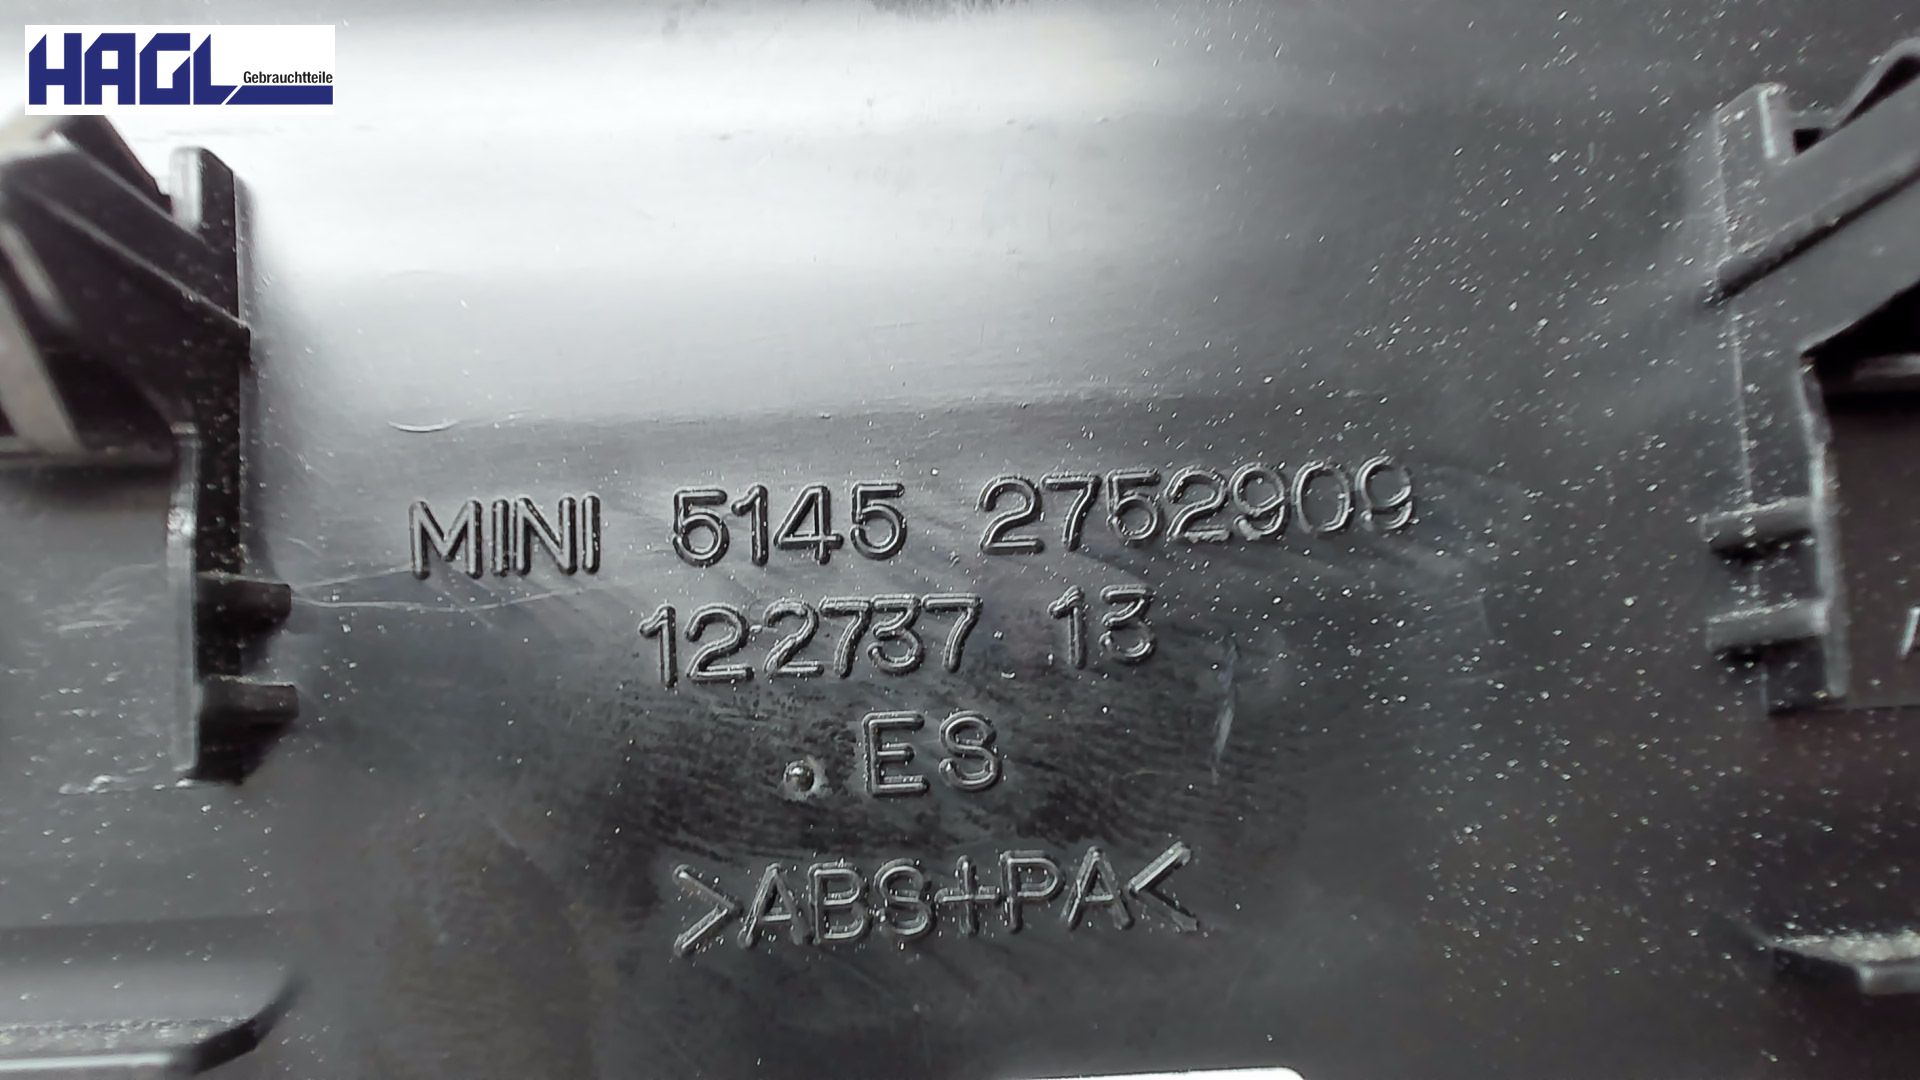 HAGL Gebrauchtteile
MINI 5145 2752909
122737.13
.ES
>ABS+PA<